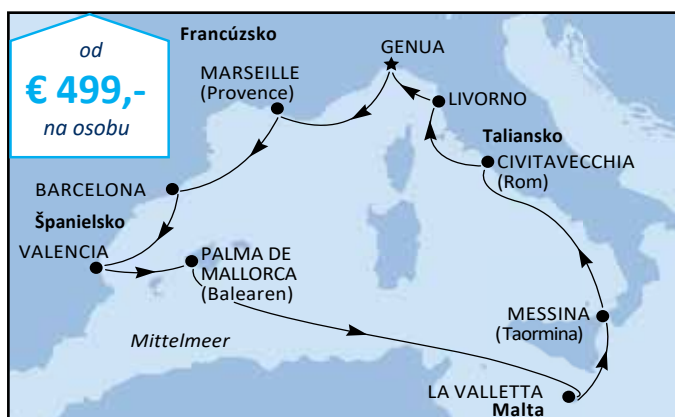 od
€ 499,-
na osobu
Francúzsko
GENUA
MARSEILLE
(Provence)
LIVORNO
Taliansko
CIVITAVECCHIA
(Rom)
BARCELONA
Španielsko
VALENCIA
PALMA DE
MALLORCA
(Balearen)
MESSINA
(Taormina)
Mittelmeer
LA VALLETTA
Malta